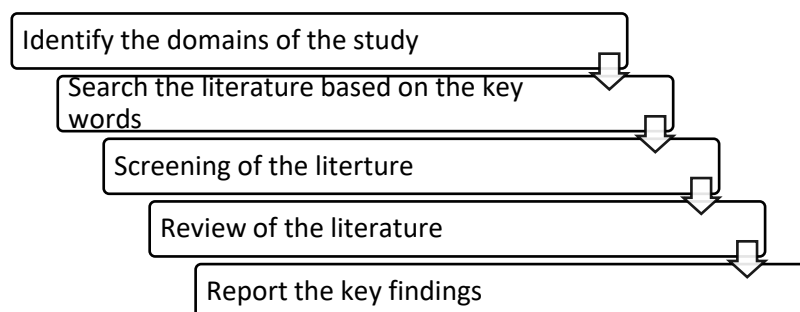 Identify the domains of the study
Search the literature based on the key
words
Screening of the literture
Review of the literature
Report the key findings